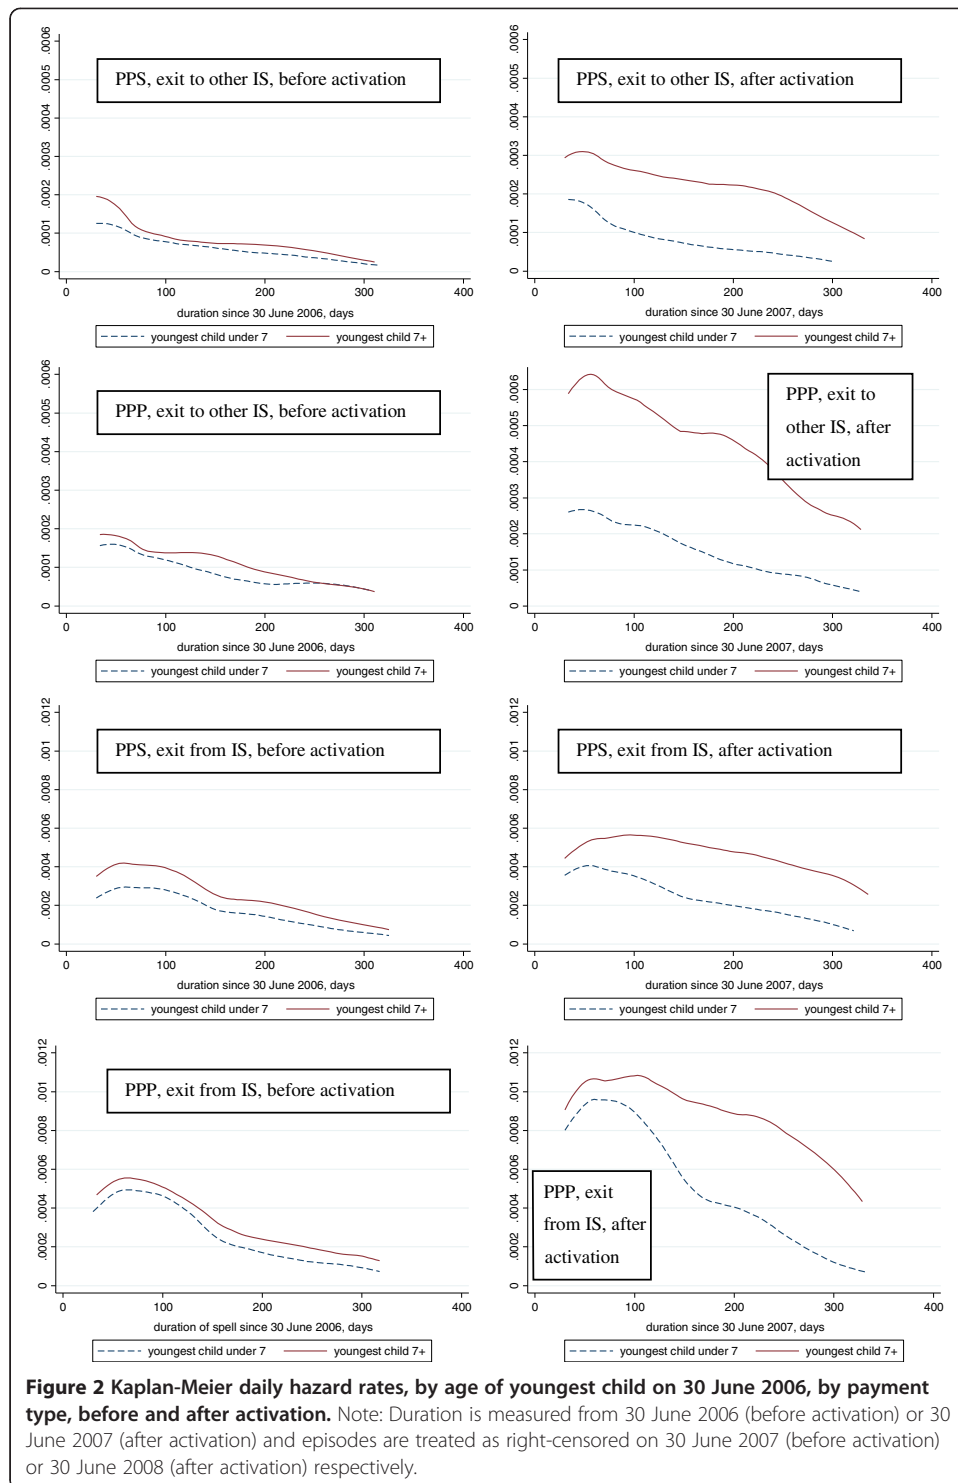 .0006
.0005
.0004
.0003
.0002
.0001
0
PPS, exit to other IS, before activation
0 100 200 300 400
duration since 30 June 2006, days
youngest child under 7 youngest child 7+
.0006
.0005
.0004
.0003
.0002
.0001
0
PPS, exit to other IS, after activation
0 100 200 300 400
duration since 30 June 2007, days
youngest child under 7 youngest child 7+
.0006
.0005
.0004
.0003
.0002
.0001
0
PPP, exit to other IS, before activation
0 100 200 300 400
duration since 30 June 2006, days
youngest child under 7 youngest child 7+
.0006
.0005
.0004
.0003
.0002
.0001
0
PPP, exit to
other IS, after
activation
0 100 200 300 400
duration since 30 June 2007, days
youngest child under 7 youngest child 7+
.0012
.001
.0008
.0006
.0004
.0002
0
PPS, exit from IS, before activation
0 100 200 300 400
duration since 30 June 2006, days
youngest child under 7 youngest child 7+
.0012
.001
.0008
.0006
.0004
.0002
0
PPS, exit from IS, after activation
0 100 200 300 400
duration since 30 June 2007, days
youngest child under 7 youngest child 7+
.0012
.001
.0008
.0006
.0004
.0002
0
PPP, exit from IS, before activation
0 100 200 300 400
duration of spell since 30 June 2006, days
youngest child under 7 youngest child 7+
.0012
.001
.0008
.0006
.0004
.0002
0
PPP, exit
from IS, after
activation
0 100 200 300 400
duration since 30 June 2007, days
youngest child under 7 youngest child 7+
Figure 2 Kaplan-Meier daily hazard rates, by age of youngest child on 30 June 2006, by payment
type, before and after activation. Note: Duration is measured from 30 June 2006 (before activation) or 30
June 2007 (after activation) and episodes are treated as right-censored on 30 June 2007 (before activation)
or 30 June 2008 (after activation) respectively.